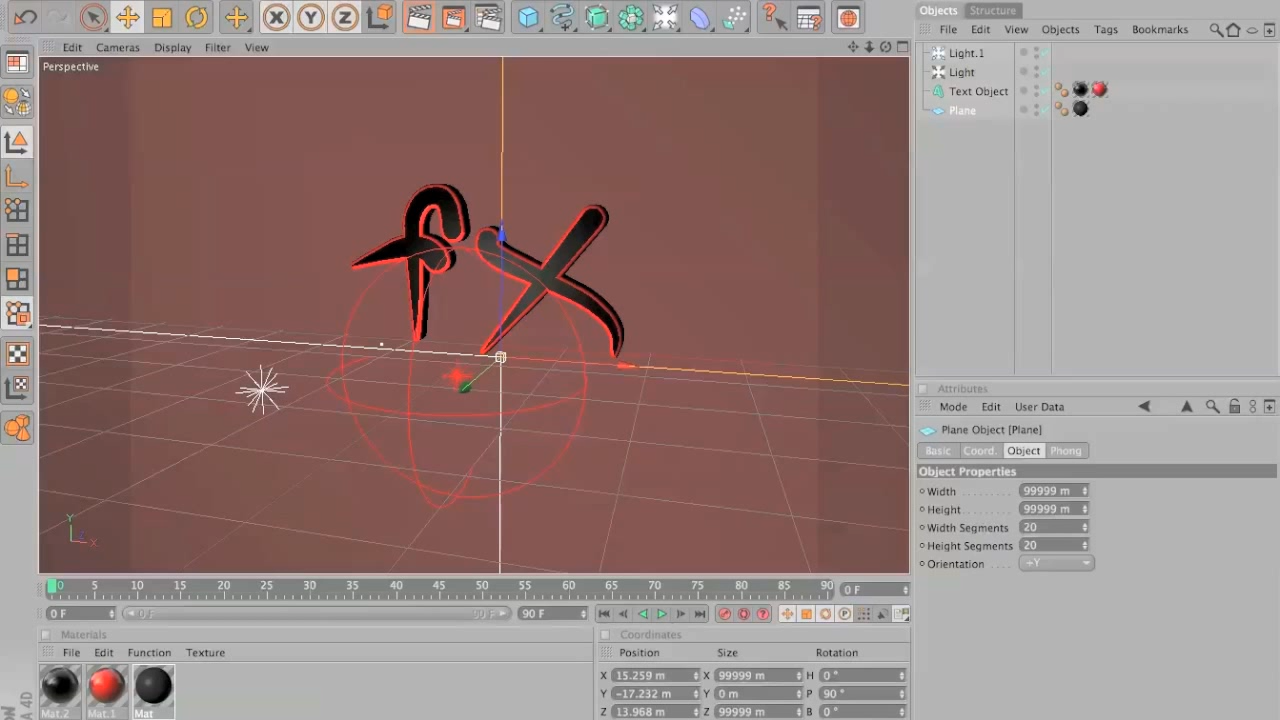 Edit Cameras Display Filter View
Perspective
fX
X Y Z
0 5 10 15 20 25 30 35 40 45 50 55 60 65 70 75 80 85 90 0 F
0 F 0 F 90 F 90 F
Materials
File Edit Function Texture
Mat.2 Mat.1 Mat
Coordinates
Position Size Rotation
X 15.259 m X 99999 m H 0 °
Y -17.232 m Y 0 m P 90 °
Z 13.968 m Z 99999 m B 0 °
Objects Structure
File Edit View Objects Tags Bookmarks
Light.1
Light
Text Object
Plane
Attributes
Mode Edit User Data
Plane Object [Plane]
Basic Coord. Object Phong
Object Properties
Width 99999 m
Height 99999 m
Width Segments 20
Height Segments 20
Orientation +Y